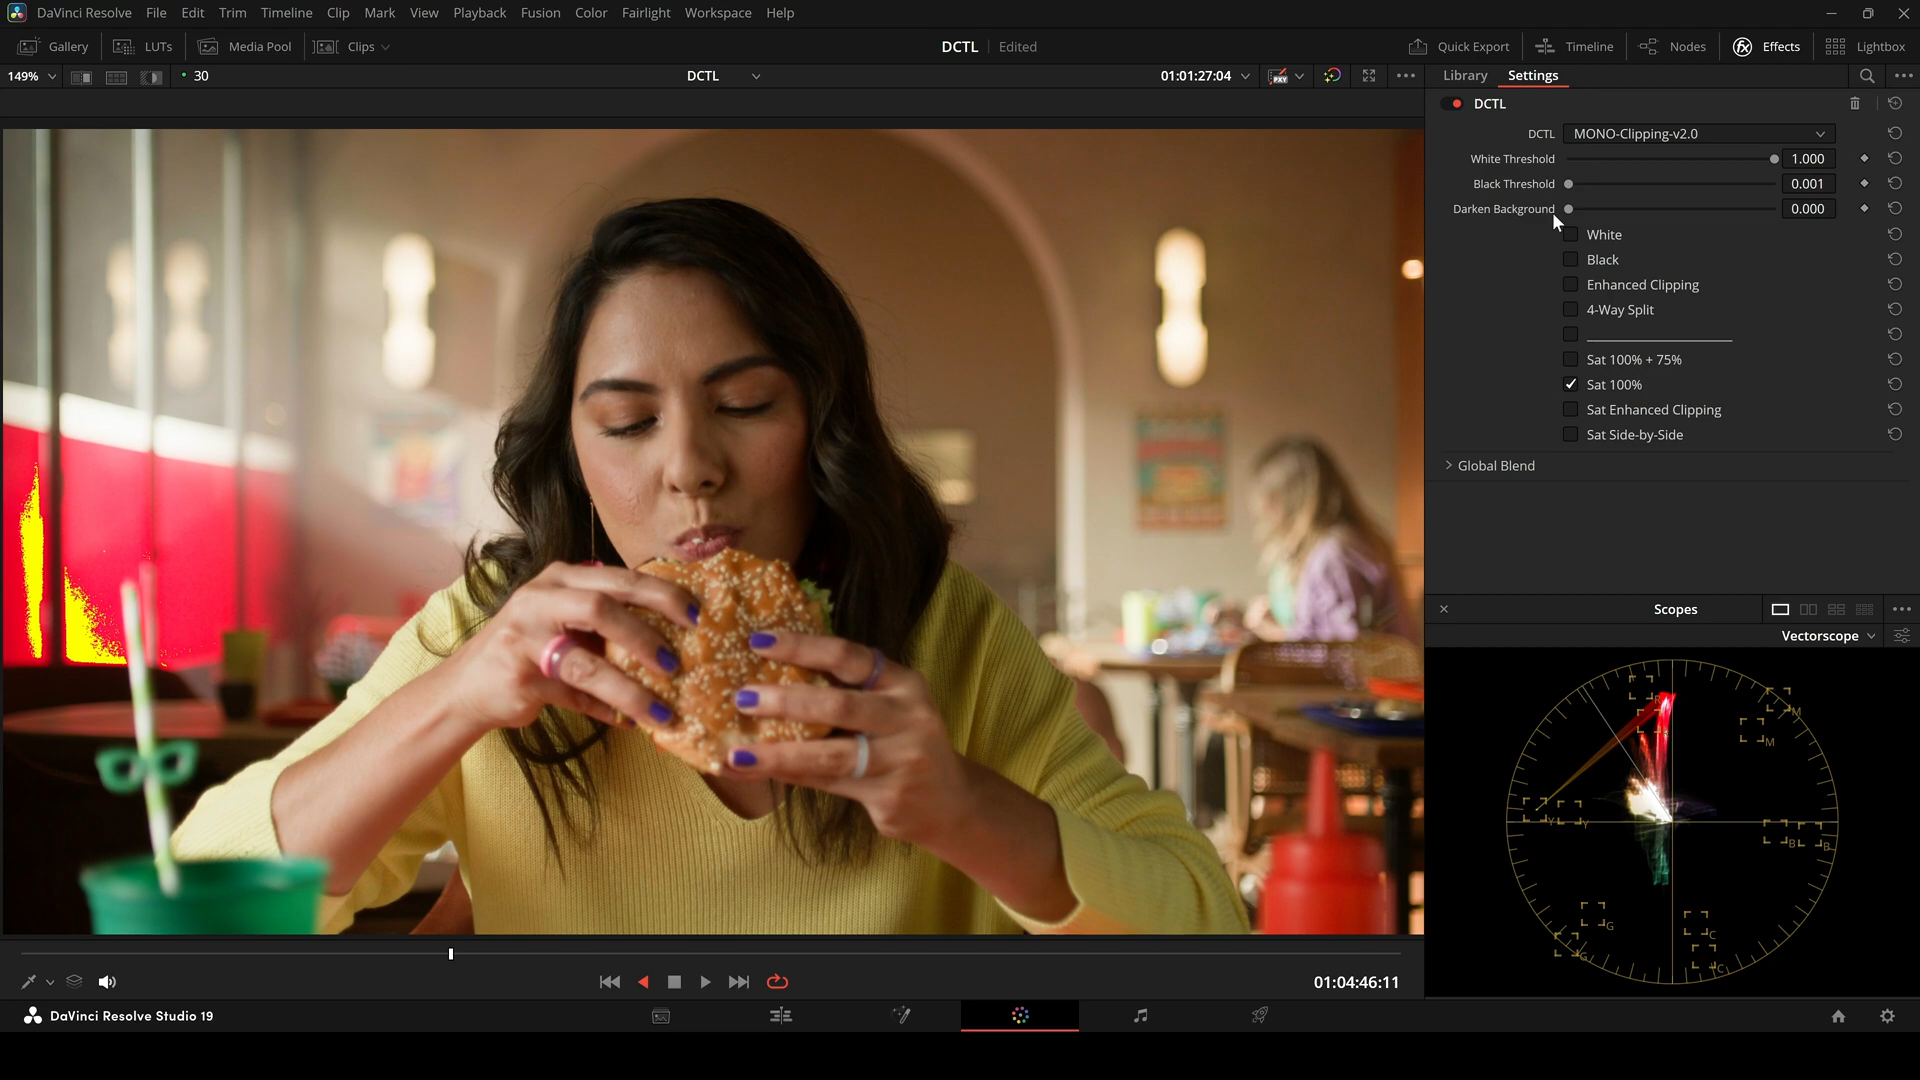 DaVinci Resolve File Edit Trim Timeline Clip Mark View Playback Fusion Color Fairlight Workspace Help
Gallery LUTs Media Pool Clips DCTL Edited Quick Export Timeline Nodes Effects Lightbox
149% 30 DCTL 01:01:27:04 PXY Library Settings
DCTL
DCTL MONO-Clipping-v2.0
White Threshold 1.000
Black Threshold 0.001
Darken Background 0.000
White
Black
Enhanced Clipping
4-Way Split
Sat 100% + 75%
Sat 100%
Sat Enhanced Clipping
Sat Side-by-Side
Global Blend
Scopes
Vectorscope
R
M
M
Y
Y
B
B
G
G
C
C
01:04:46:11
DaVinci Resolve Studio 19